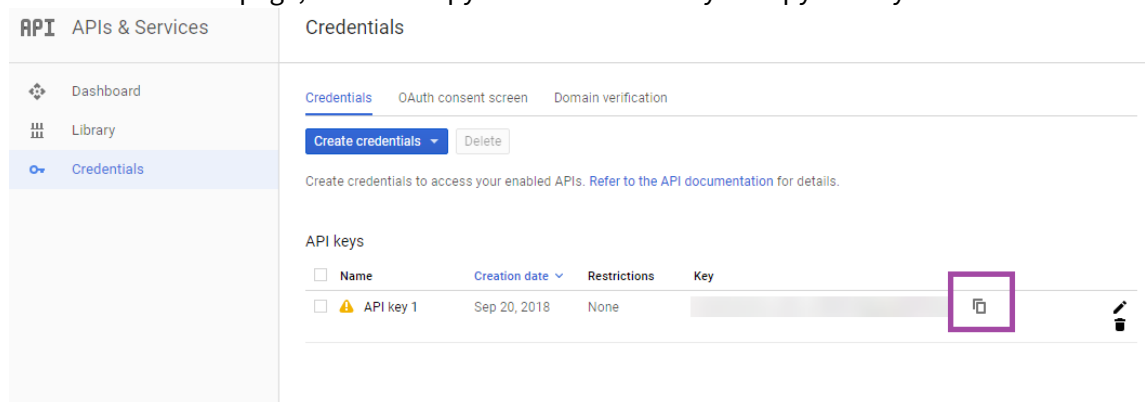 API APIs & Services
Credentials
Dashboard
Library
Credentials
Credentials OAuth consent screen Domain verification
Create credentials Delete
Create credentials to access your enabled APIs. Refer to the API documentation for details.
API keys
Name Creation date Restrictions Key
API key 1 Sep 20, 2018 None